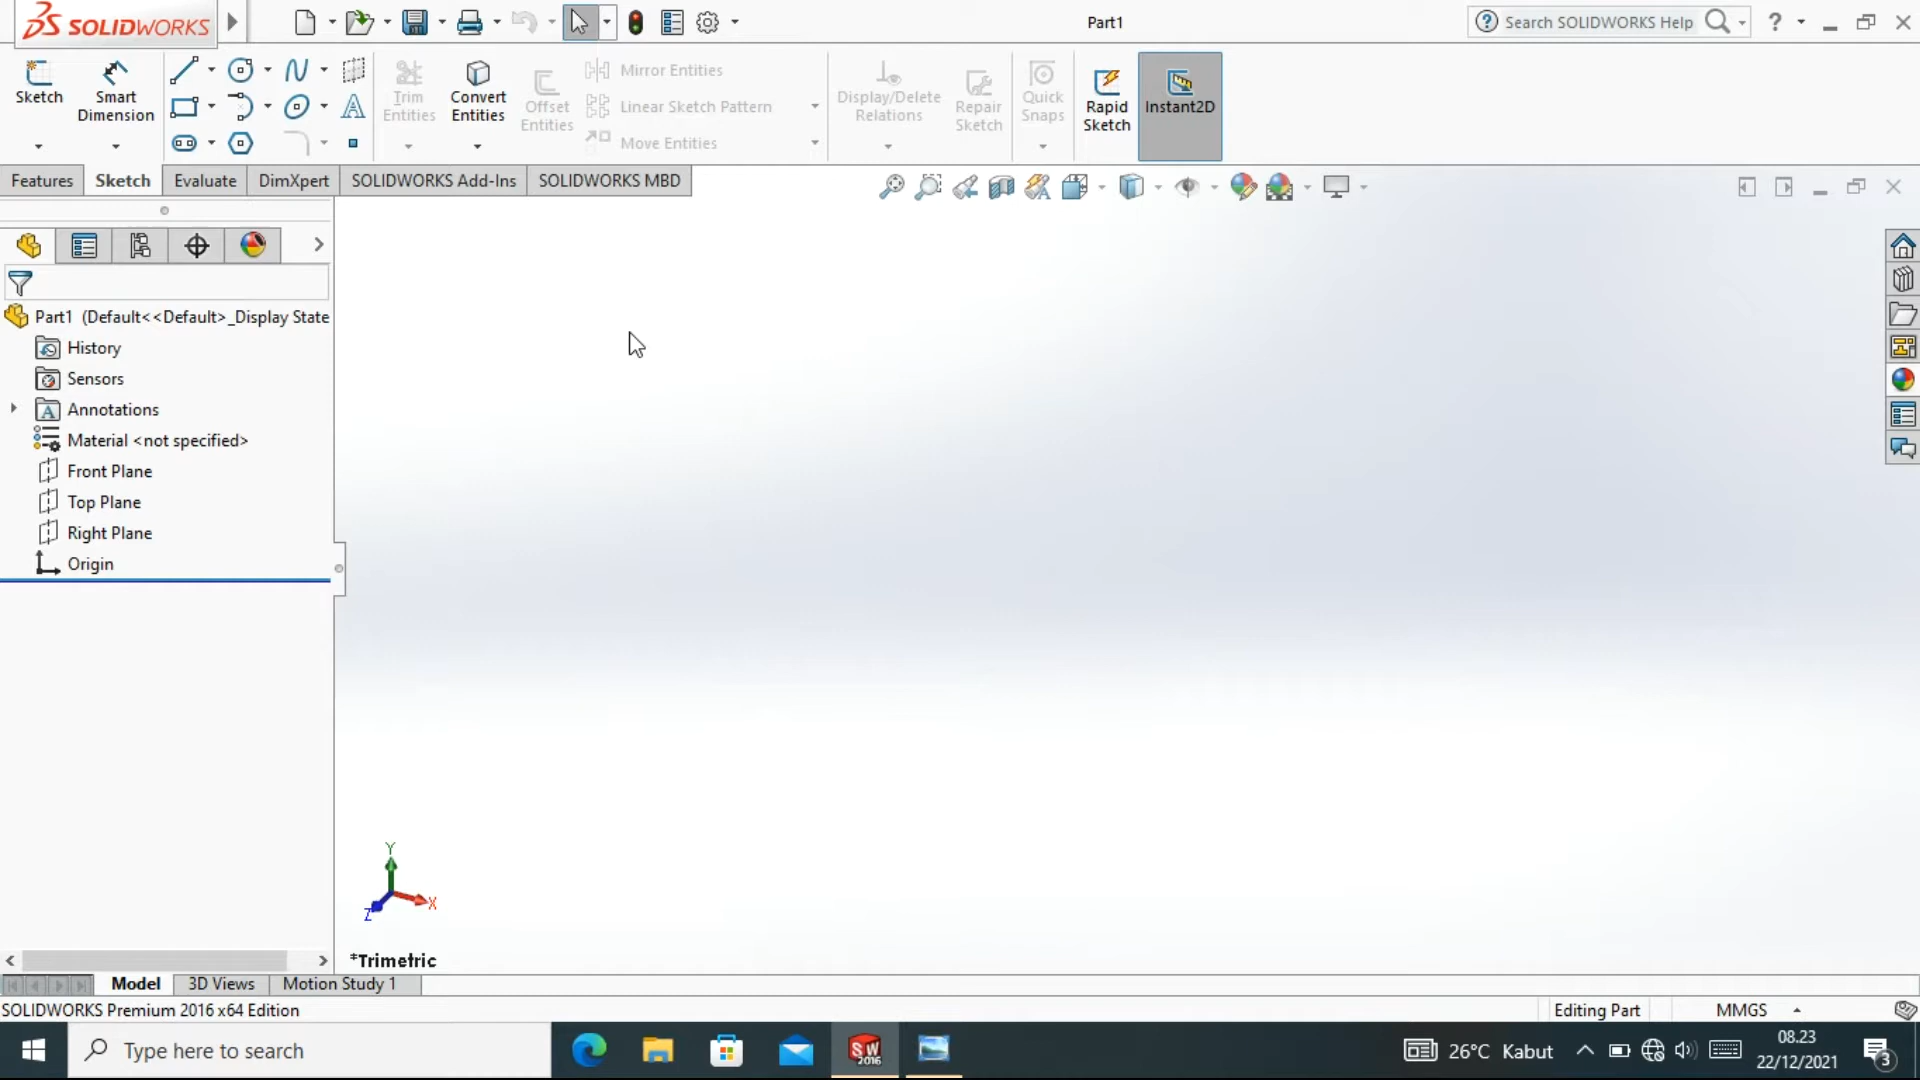 SOLIDWORKS
Part1
Search SOLIDWORKS Help
Sketch
Smart
Dimension
Trim
Entities
Convert
Entities
Offset
Entities
Mirror Entities
Linear Sketch Pattern
Move Entities
Display/Delete
Relations
Repair
Sketch
Quick
Snaps
Rapid
Sketch
Instant2D
Features
Sketch
Evaluate
DimXpert
SOLIDWORKS Add-Ins
SOLIDWORKS MBD
Part1 (Default<<Default>_Display State
History
Sensors
Annotations
Material <not specified>
Front Plane
Top Plane
Right Plane
Origin
Y
X
Z
*Trimetric
Model
3D Views
Motion Study 1
SOLIDWORKS Premium 2016 x64 Edition
Editing Part
MMGS
Type here to search
SW
2016
26°C Kabut
08.23
22/12/2021
3